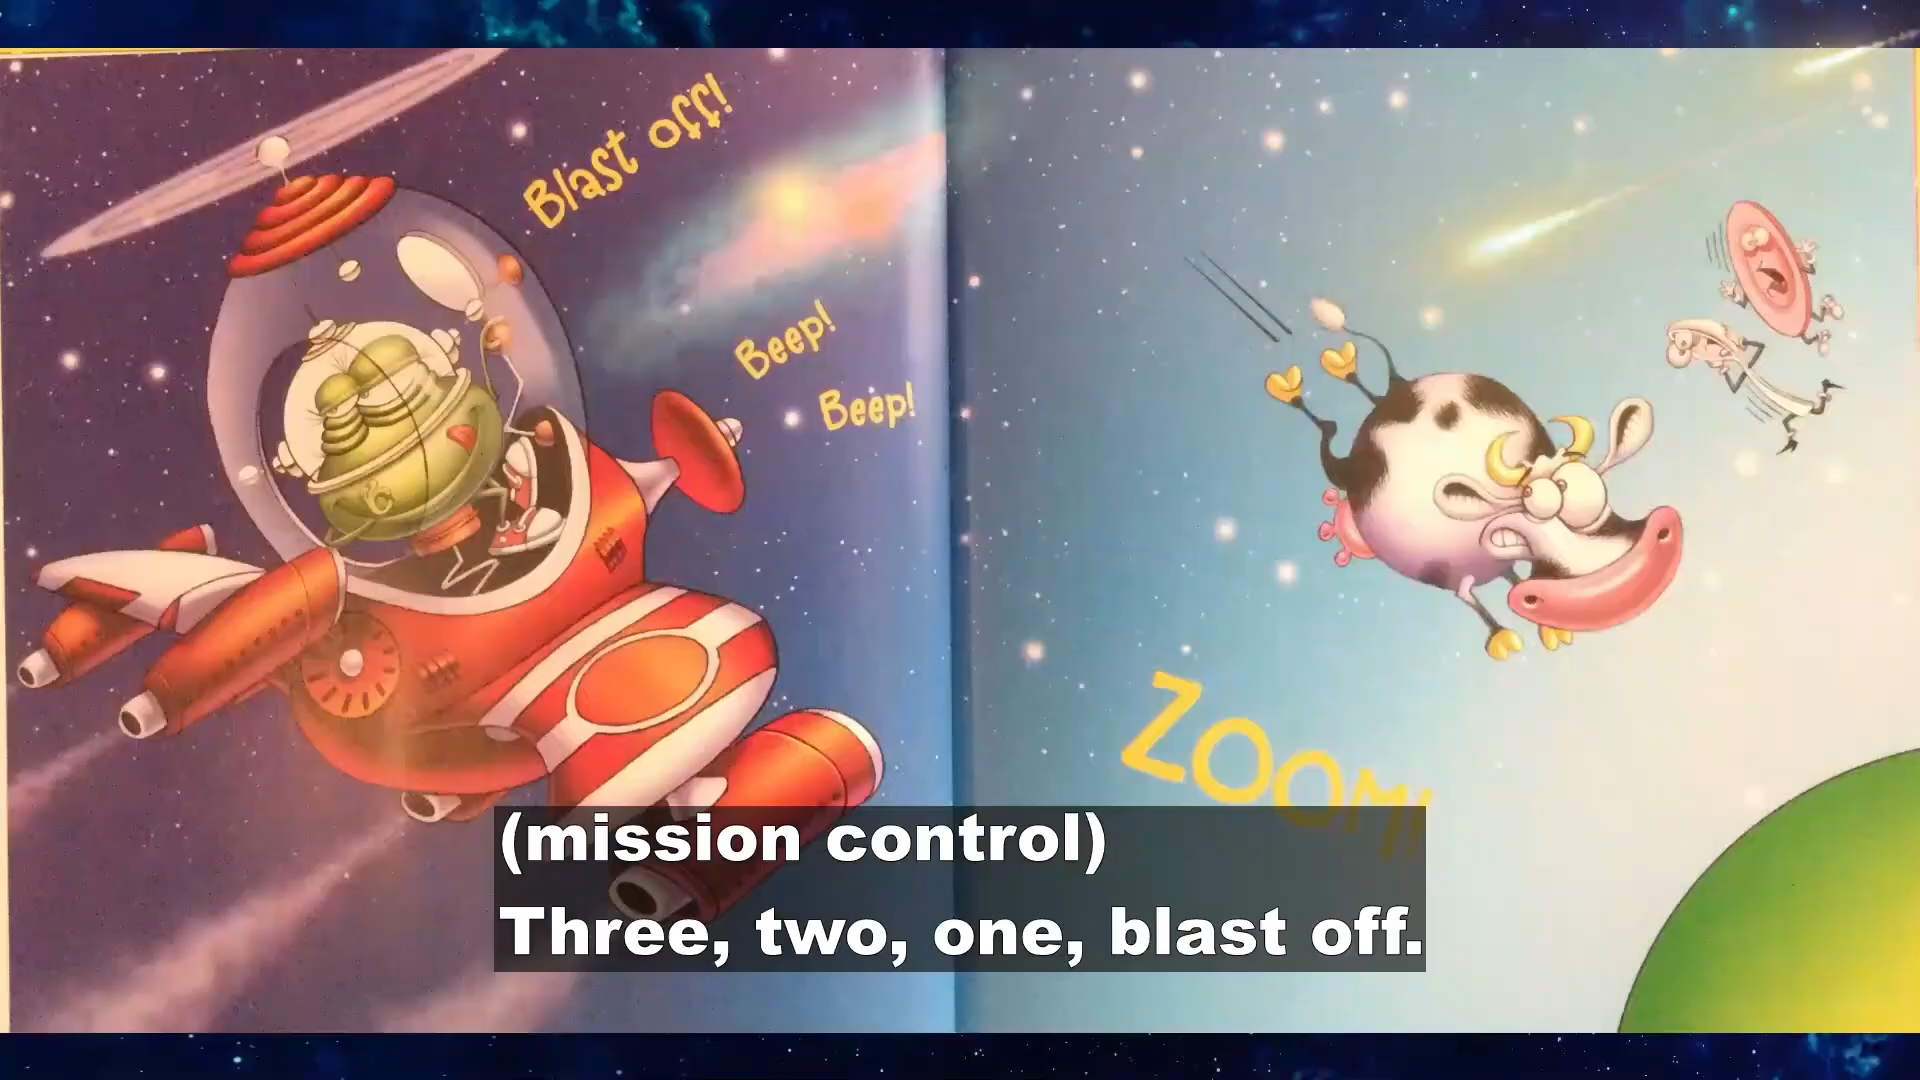 Blast off!
Beep!
Beep!
ZOOM!
(mission control)
Three, two, one, blast off.